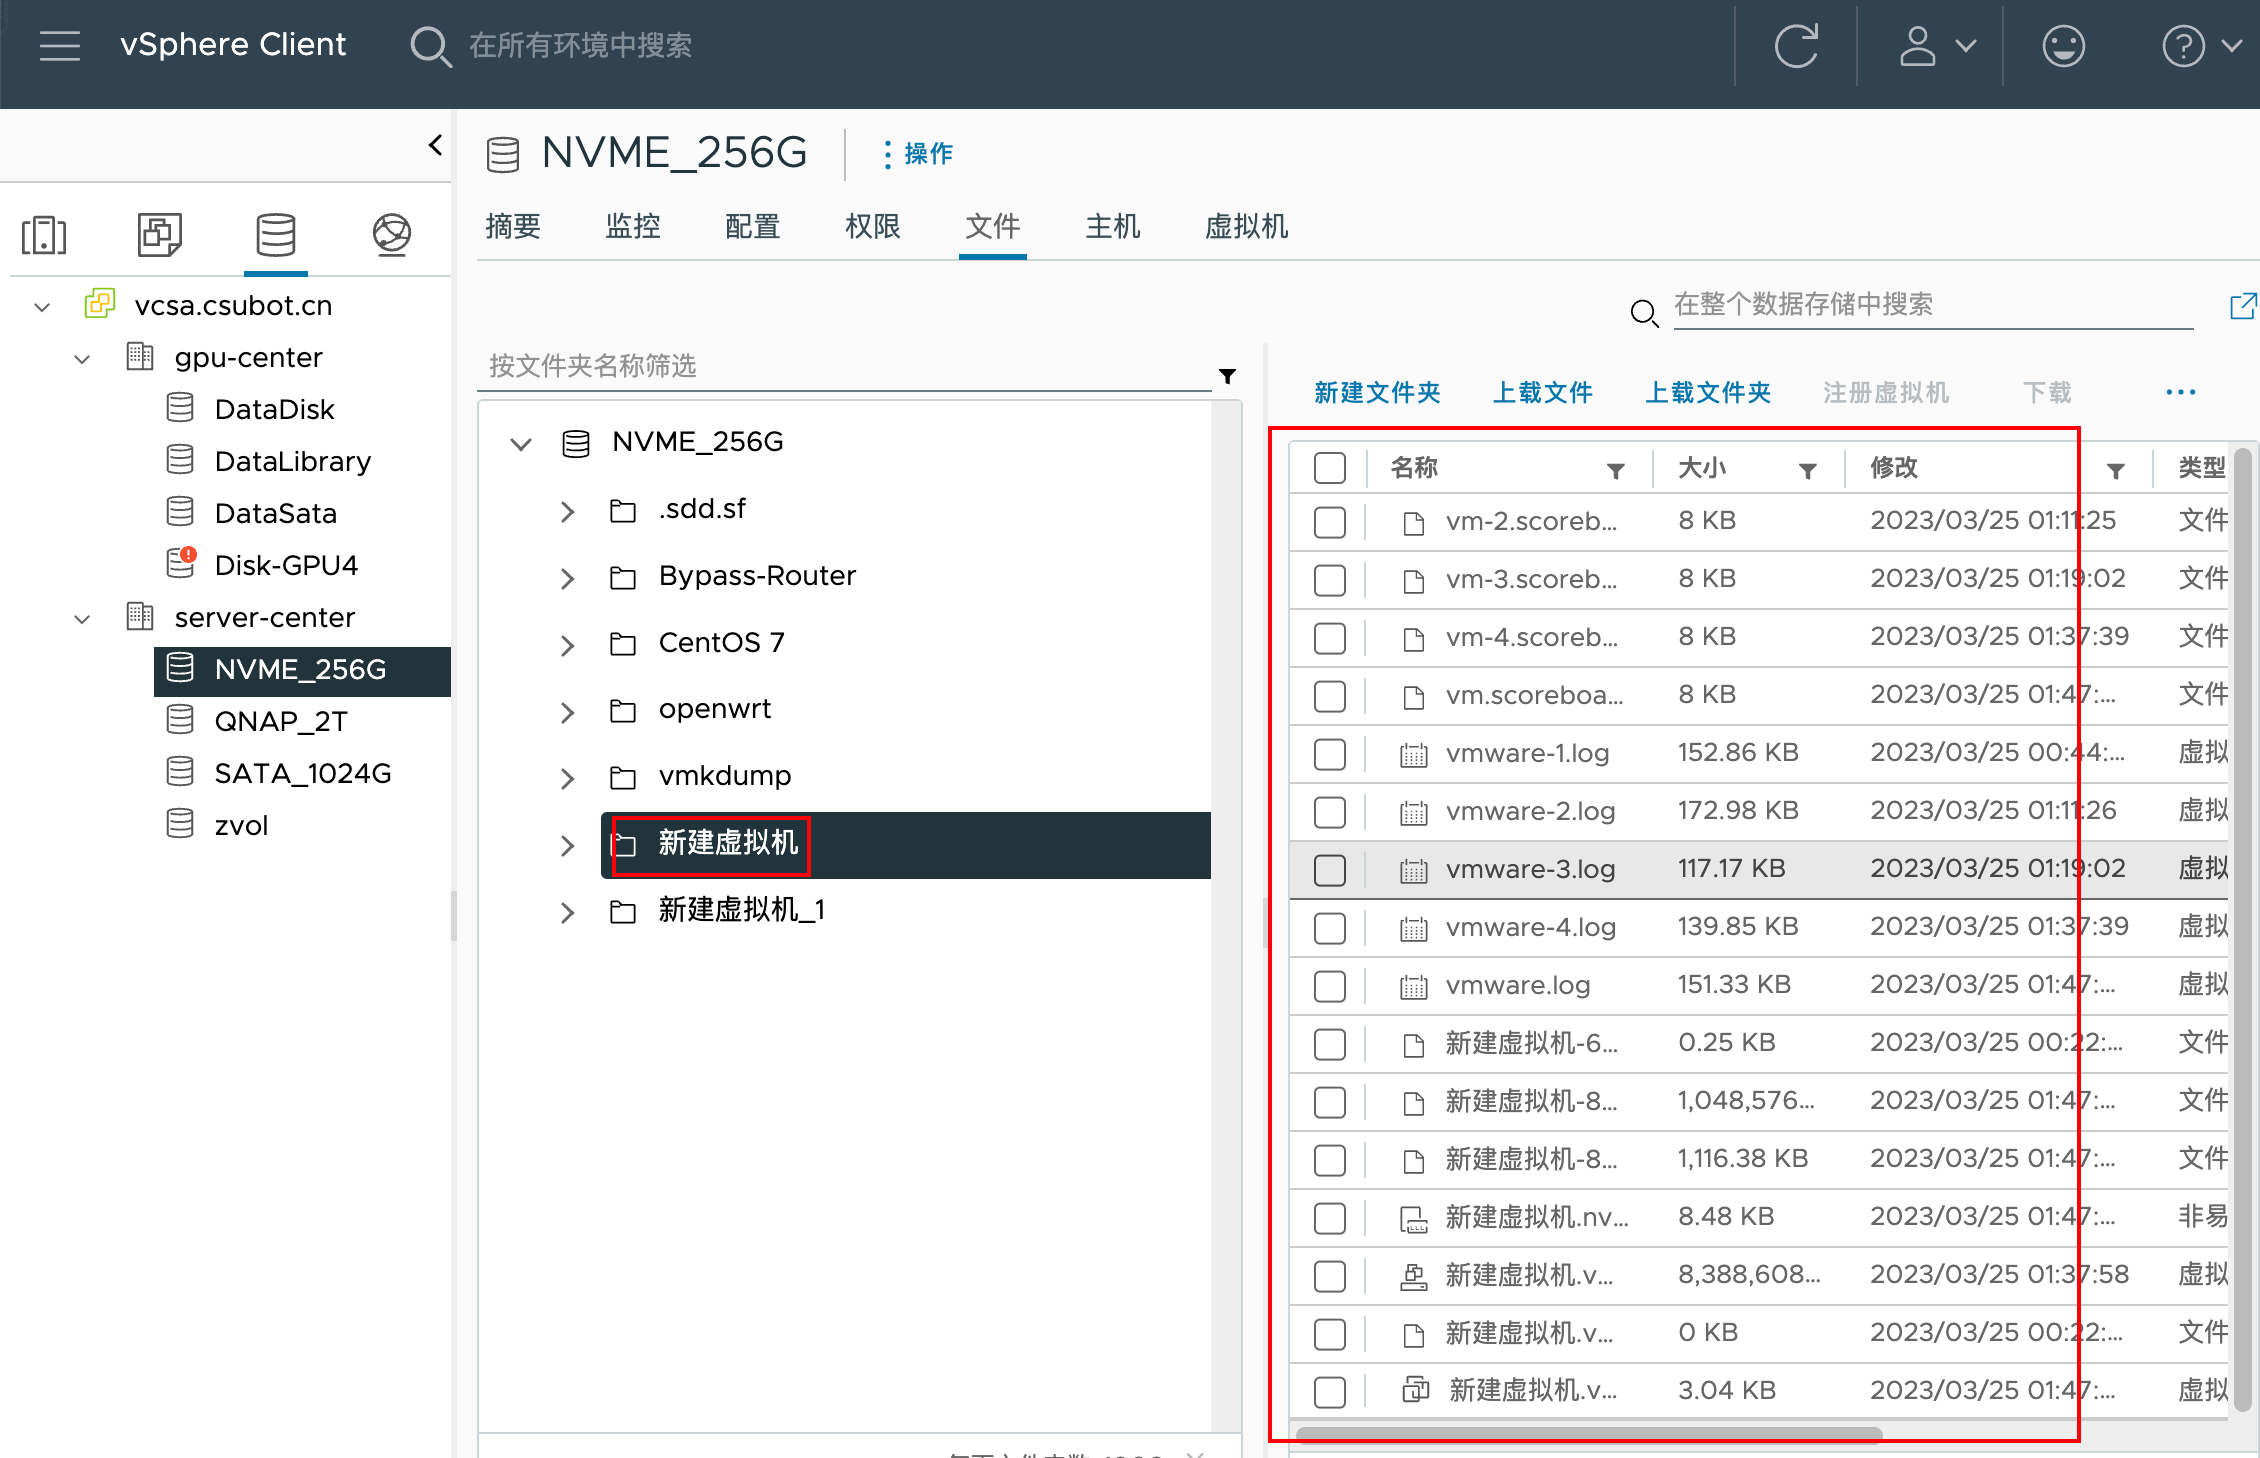 vSphere Client
在所有环境中搜索
NVME_256G
操作
摘要 监控 配置 权限 文件 主机 虚拟机
vcsa.csubot.cn
gpu-center
DataDisk
DataLibrary
DataSata
Disk-GPU4
server-center
NVME_256G
QNAP_2T
SATA_1024G
zvol
在整个数据存储中搜索
按文件夹名称筛选
NVME_256G
.sdd.sf
Bypass-Router
CentOS 7
openwrt
vmkdump
新建虚拟机
新建虚拟机_1
新建文件夹 上载文件 上载文件夹 注册虚拟机 下载 ...
名称 大小 修改 类型
vm-2.scoreb... 8 KB 2023/03/25 01:11:25 文件
vm-3.scoreb... 8 KB 2023/03/25 01:19:02 文件
vm-4.scoreb... 8 KB 2023/03/25 01:37:39 文件
vm.scoreboa... 8 KB 2023/03/25 01:47:... 文件
vmware-1.log 152.86 KB 2023/03/25 00:44:... 虚拟
vmware-2.log 172.98 KB 2023/03/25 01:11:26 虚拟
vmware-3.log 117.17 KB 2023/03/25 01:19:02 虚拟
vmware-4.log 139.85 KB 2023/03/25 01:37:39 虚拟
vmware.log 151.33 KB 2023/03/25 01:47:... 虚拟
新建虚拟机-6... 0.25 KB 2023/03/25 00:22:... 文件
新建虚拟机-8... 1,048,576... 2023/03/25 01:47:... 文件
新建虚拟机-8... 1,116.38 KB 2023/03/25 01:47:... 文件
新建虚拟机.nv... 8.48 KB 2023/03/25 01:47:... 非易
新建虚拟机.v... 8,388,608... 2023/03/25 01:37:58 虚拟
新建虚拟机.v... 0 KB 2023/03/25 00:22:... 文件
新建虚拟机.v... 3.04 KB 2023/03/25 01:47:... 虚拟